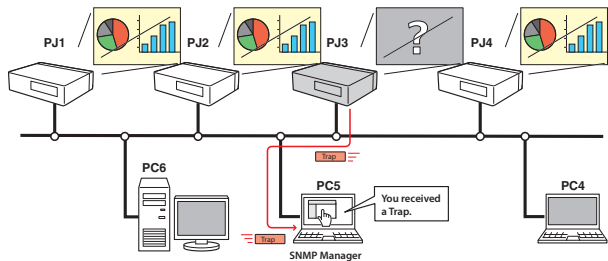 PJ1
PJ2
PJ3
PJ4
?
Trap
PC6
PC5
PC4
You received
a Trap.
Trap
SNMP Manager